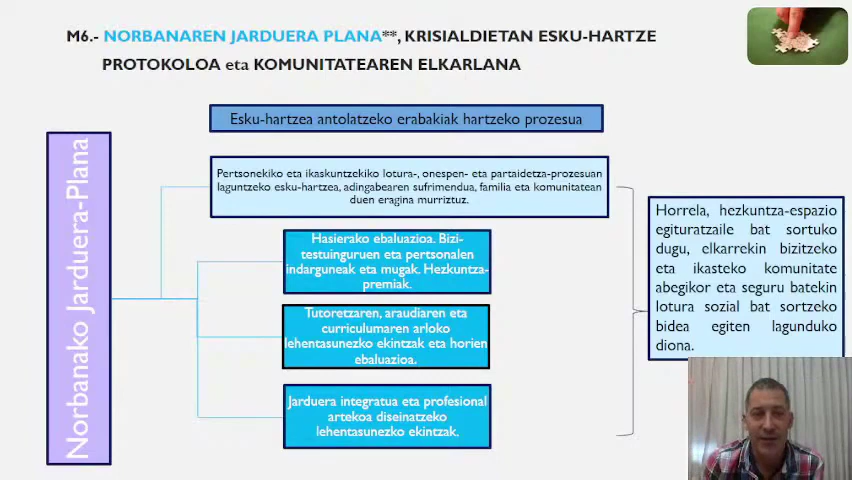 M6.- NORBANAREN JARDUERA PLANA**, KRISIALDIETAN ESKU-HARTZE
PROTOKOLOA eta KOMUNITATEAREN ELKARLANA
Esku-hartzea antolatzeko erabakiak hartzeko prozesua
Norbanako Jarduera-Plana
Pertsonekiko eta ikaskuntzekiko lotura-, onespen- eta partaidetza-prozesuan
laguntzeko esku-hartzea, adingabearen sufrimendua, familia eta komunitatean
duen eragina murriztuz.
Hasierako ebaluazioa. Bizi-
testuinguruen eta pertsonalen
indarguneak eta mugak. Hezkuntza-
premiak.
Tutoretzaren, araudiaren eta
curriculumaren arloko
lehentasunezko ekintzak eta horien
ebaluazioa.
Jarduera integratua eta profesional
artekoa diseinatzeko
lehentasunezko ekintzak.
Horrela, hezkuntza-espazio
egituratzaile bat sortuko
dugu, elkarrekin bizitzeko
eta ikasteko komunitate
abegikor eta seguru batekin
lotura sozial bat sortzeko
bidea egiten lagunduko
diona.